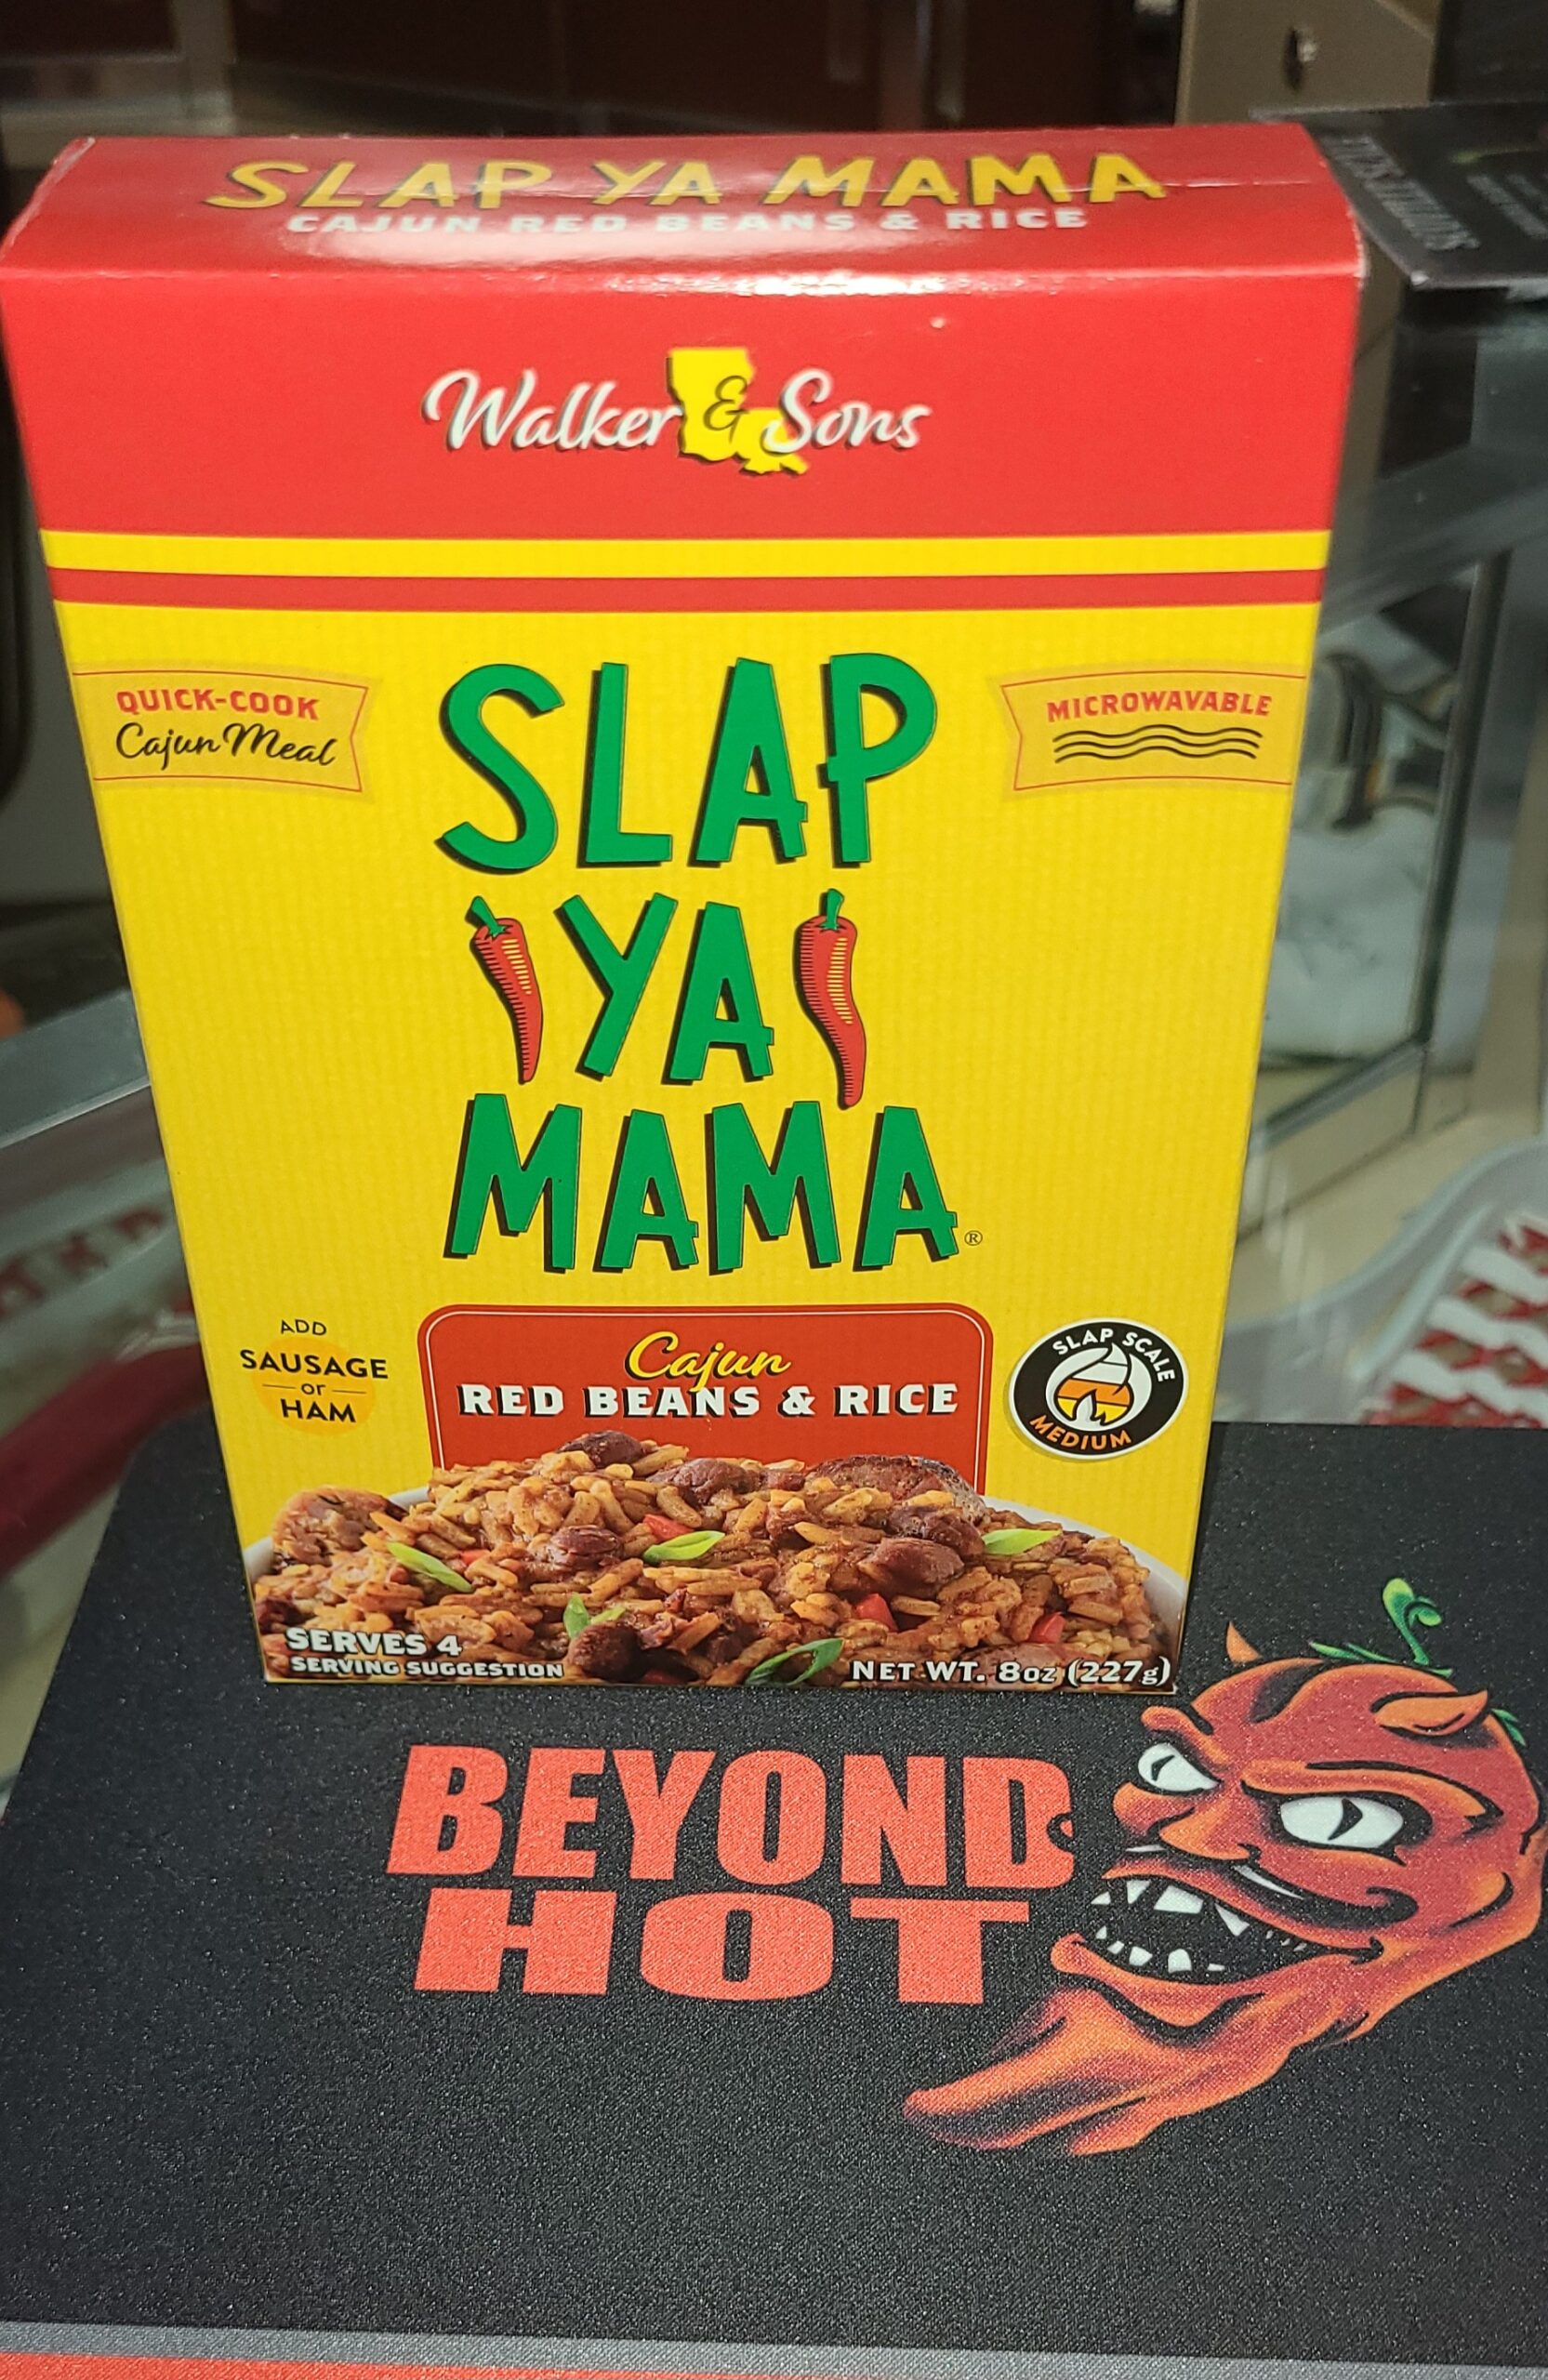 SLAP YA MAMA
CAJUN RED BEANS & RICE
Walker & Sons
QUICK-COOK
Cajun Meal
MICROWAVABLE
SLAP
YA
MAMA®
ADD
SAUSAGE
or
HAM
Cajun
RED BEANS & RICE
SLAP SCALE
MEDIUM
SERVES 4
SERVING SUGGESTION
NET WT. 8oz (227g)
BEYOND
HOT